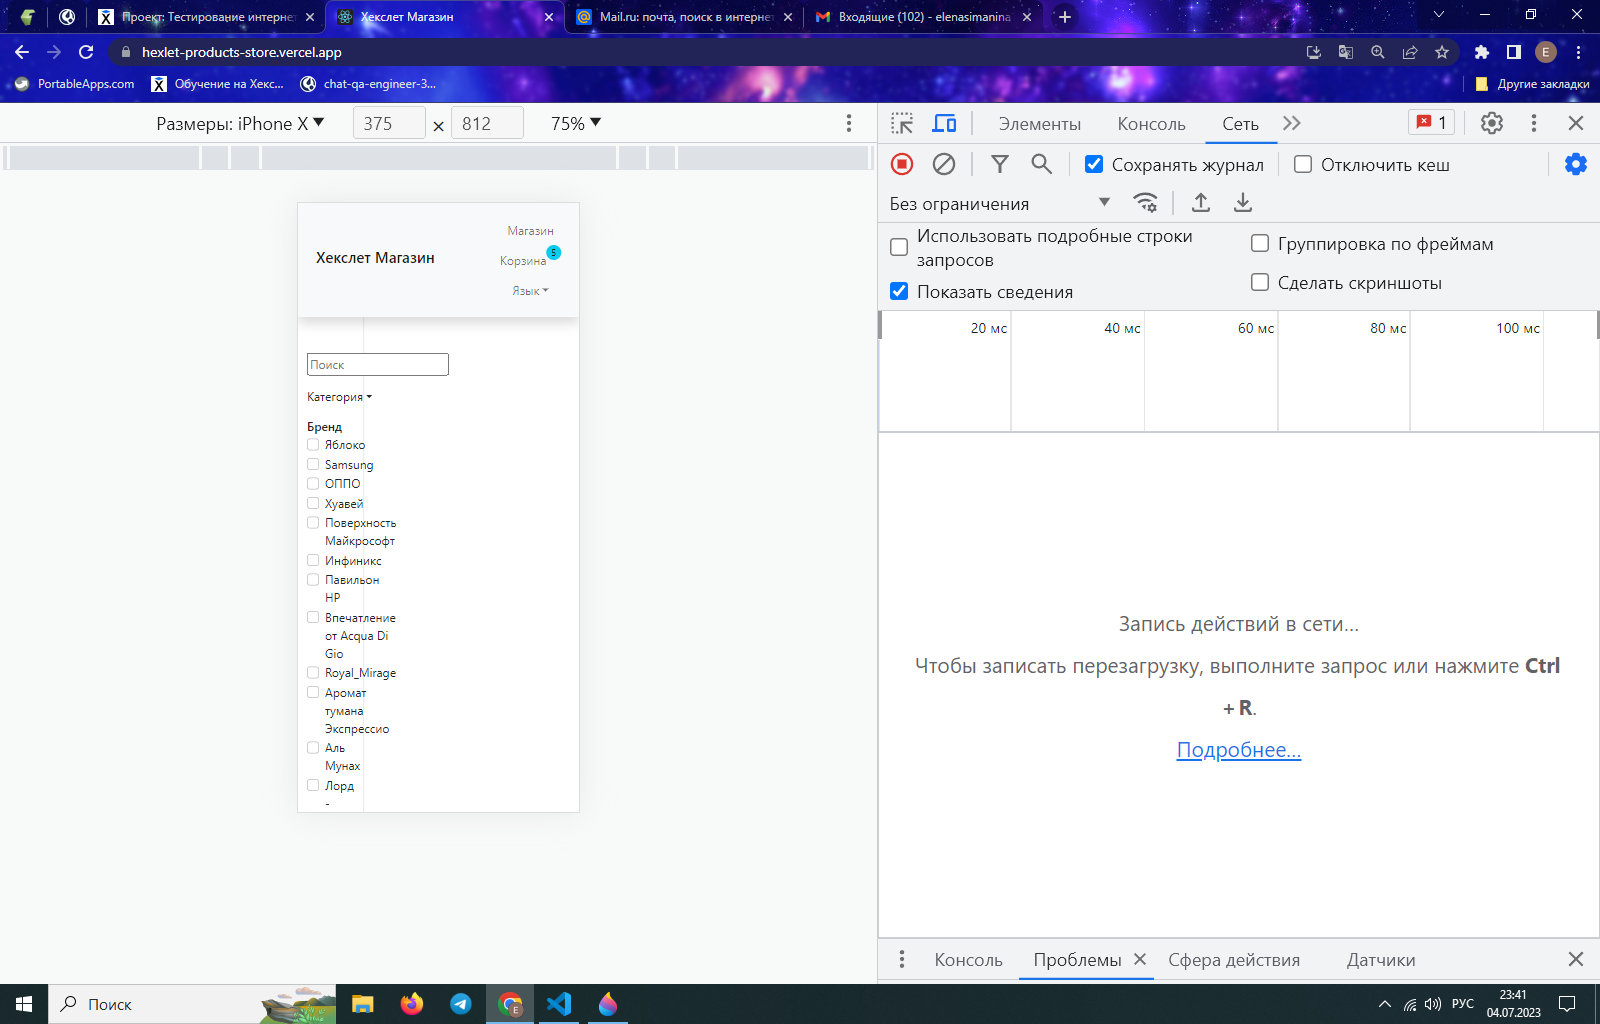 Проект: Тестирование интерне
Хекслет Магазин
Mail.ru: почта, поиск в интернет
Входящие (102) - elenasimanina
hexlet-products-store.vercel.app
E
PortableApps.com
Обучение на Хекс...
chat-qa-engineer-3...
Другие закладки
Размеры: iPhone X
375
×
812
75%
Элементы
Консоль
Сеть
1
Сохранять журнал
Отключить кеш
Без ограничения
Использовать подробные строки
запросов
Группировка по фреймам
Показать сведения
Сделать скриншоты
20 мс
40 мс
60 мс
80 мс
100 мс
Хекслет Магазин
Магазин
Корзина
5
Язык
Поиск
Категория
Бренд
Яблоко
Samsung
ОППО
Хуавей
Поверхность
Майкрософт
Инфиникс
Павильон
HP
Впечатление
от Acqua Di
Gio
Royal_Mirage
Аромат
тумана
Экспрессио
Аль
Мунах
Лорд
-
Запись действий в сети...
Чтобы записать перезагрузку, выполните запрос или нажмите Ctrl
+ R.
Подробнее...
Консоль
Проблемы
Сфера действия
Датчики
Поиск
E
РУС
23:41
04.07.2023